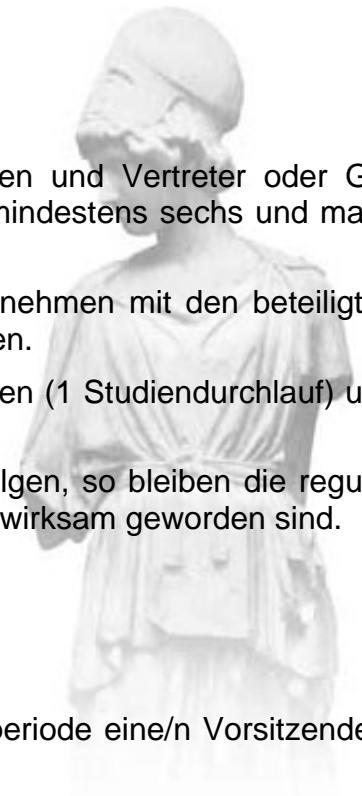 en und Vertreter oder G
mindestens sechs und ma
nehmen mit den beteiligt
en.
en (1 Studiendurchlauf) u
lgen, so bleiben die regu
wirksam geworden sind.
periode eine/n Vorsitzende